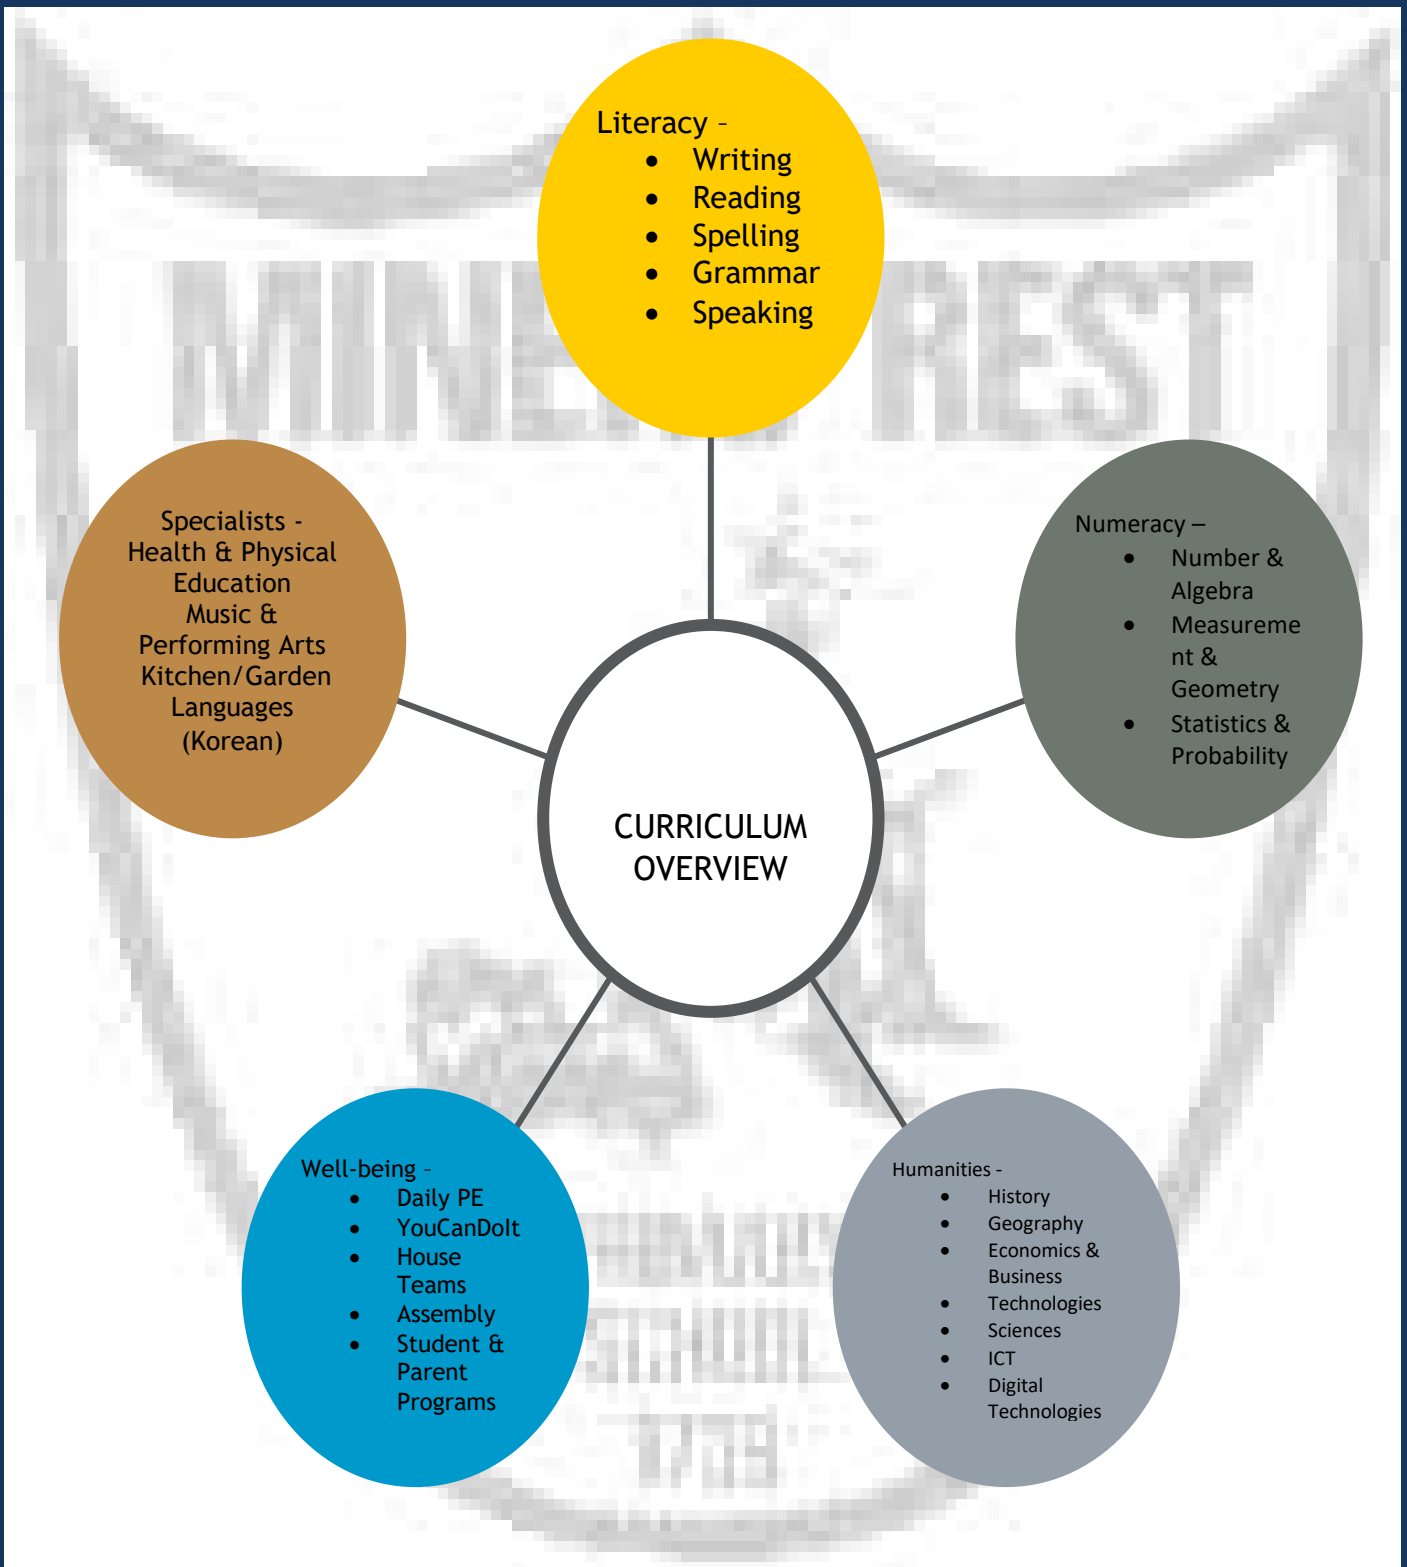 Literacy –
• Writing
• Reading
• Spelling
• Grammar
• Speaking
Specialists -
Health & Physical
Education
Music &
Performing Arts
Kitchen/Garden
Languages
(Korean)
Numeracy –
• Number &
Algebra
• Measureme
nt &
Geometry
• Statistics &
Probability
CURRICULUM
OVERVIEW
Well-being –
• Daily PE
• YouCanDoIt
• House
Teams
• Assembly
• Student &
Parent
Programs
Humanities -
• History
• Geography
• Economics &
Business
• Technologies
• Sciences
• ICT
• Digital
Technologies
REST